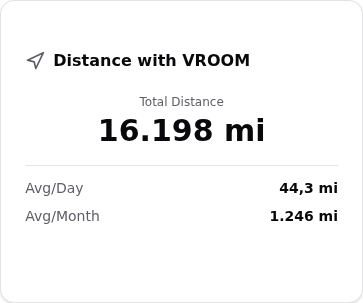 Distance with VROOM
Total Distance
16.198 mi
Avg/Day 44,3 mi
Avg/Month 1.246 mi